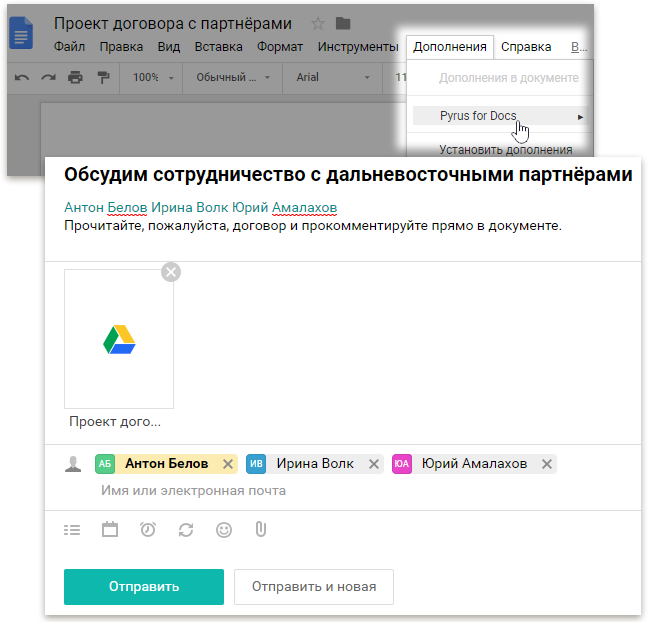 Проект договора с партнёрами
Файл Правка Вид Вставка Формат Инструменты Дополнения Справка В...
100% Обычный ... Arial 11
Дополнения в документе
Pyrus for Docs
Установить дополнения
Обсудим сотрудничество с дальневосточными партнёрами
Антон Белов Ирина Волк Юрий Амалахов
Прочитайте, пожалуйста, договор и прокомментируйте прямо в документе.
Проект дого...
АБ Антон Белов ИВ Ирина Волк ЮА Юрий Амалахов
Имя или электронная почта
Отправить Отправить и новая